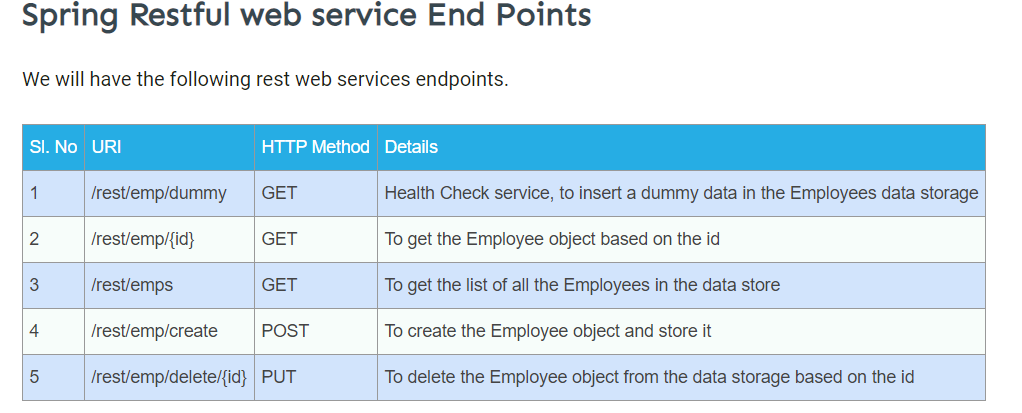 Spring Restful web service End Points
We will have the following rest web services endpoints.
Sl. No URI HTTP Method Details
1 /rest/emp/dummy GET Health Check service, to insert a dummy data in the Employees data storage
2 /rest/emp/{id} GET To get the Employee object based on the id
3 /rest/emps GET To get the list of all the Employees in the data store
4 /rest/emp/create POST To create the Employee object and store it
5 /rest/emp/delete/{id} PUT To delete the Employee object from the data storage based on the id